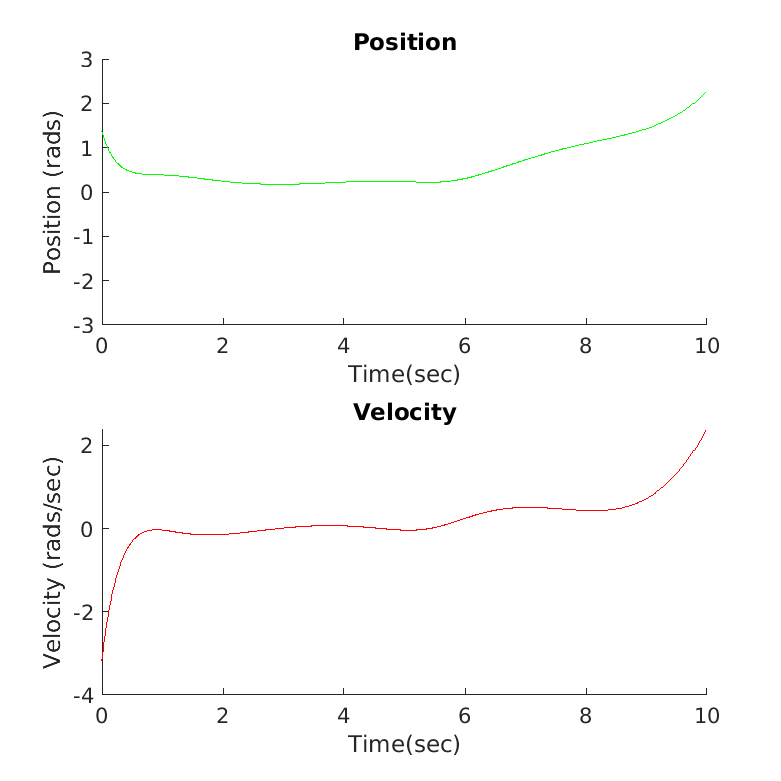 Position
3
2
1
0
-1
-2
-3
Position (rads)
0 2 4 6 8 10
Time(sec)
Velocity
2
0
-2
-4
Velocity (rads/sec)
0 2 4 6 8 10
Time(sec)